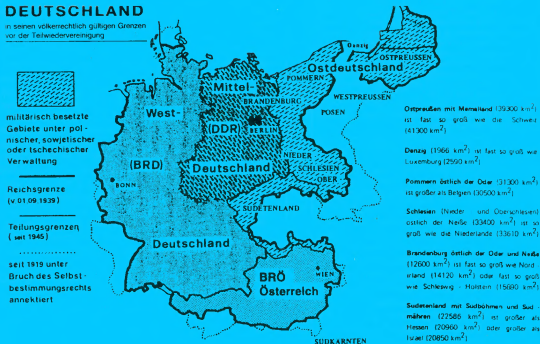 DEUTSCHLAND
in seinen völkerrechtlich gültigen Grenzen
vor der Teilwiedervereinigung
militärisch besetzte
Gebiete unter pol-
nischer, sowjetischer
oder tschechischer
Verwaltung
Reichsgrenze
(v. 01.09.1939)
Teilungsgrenzen
( seit 1945 )
seit 1919 unter
Bruch des Selbst-
bestimmungsrechts
annektiert
Danzig
OSTPREUSSEN
Ostdeutschland
POMMERN
WESTPREUSSEN
Mittel-
BRANDENBURG
POSEN
West-
(DDR)
BERLIN
(BRD)
Deutschland
NIEDER
SCHLESIEN
OBER
BONN
SUDETENLAND
Deutschland
BRÖ
Österreich
WIEN
SÜDKÄRNTEN
Ostpreußen mit Memelland (39300 km²)
ist fast so groß wie die Schweiz
(41300 km²)
Danzig (1966 km²) ist fast so groß wie
Luxemburg (2590 km²)
Pommern östlich der Oder (31300 km²)
ist größer als Belgien (30500 km²)
Schlesien (Nieder - und Oberschlesien)
östlich der Neiße (33400 km²) ist so
groß wie die Niederlande (33610 km²)
Brandenburg östlich der Oder und Neiße
(12600 km²) ist fast so groß wie Nord -
irland (14120 km²) oder fast so groß
wie Schleswig - Holstein (15690 km²)
Sudetenland mit Südböhmen und Süd -
mähren (22586 km²) ist größer als
Hessen (20960 km²) oder größer als
Israel (20850 km²)